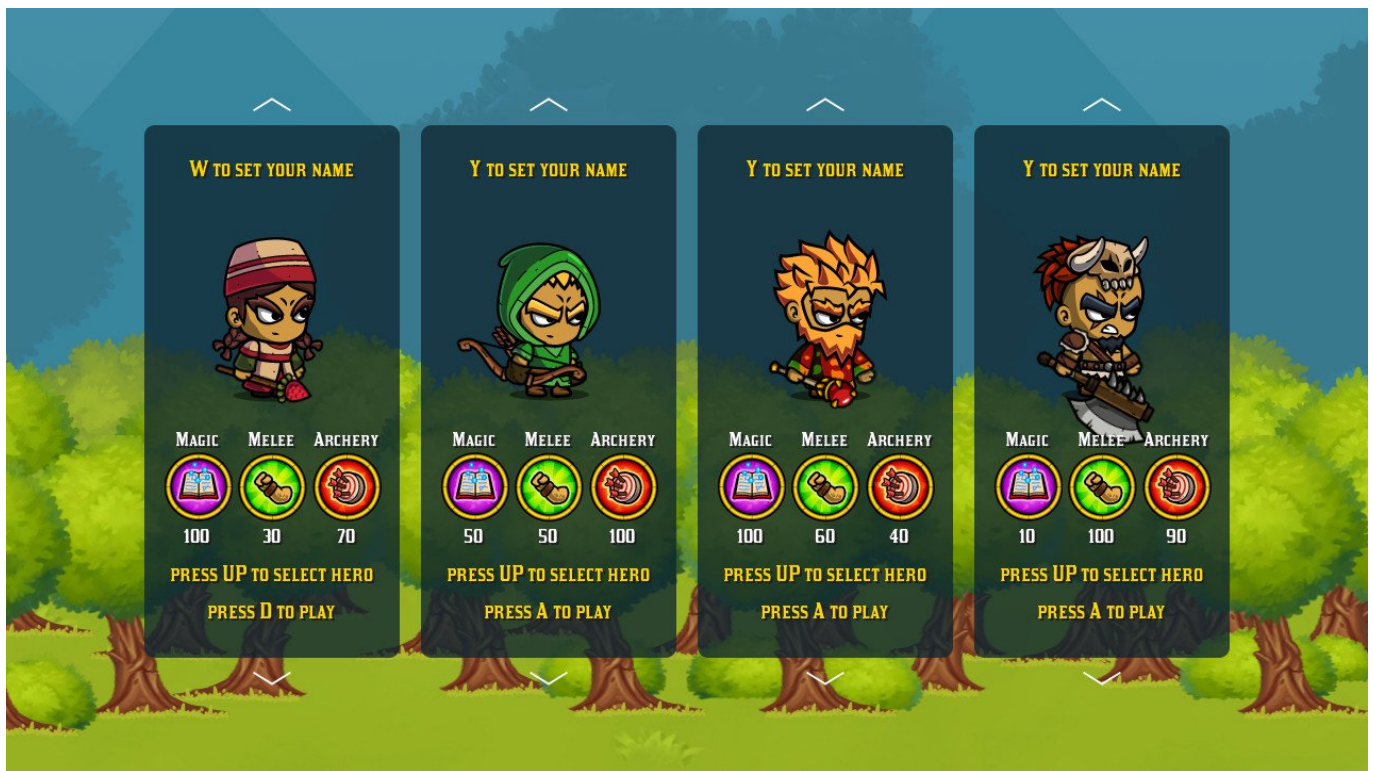 W TO SET YOUR NAME
MAGIC MELEE ARCHERY
100 30 70
PRESS UP TO SELECT HERO
PRESS D TO PLAY
Y TO SET YOUR NAME
MAGIC MELEE ARCHERY
50 50 100
PRESS UP TO SELECT HERO
PRESS A TO PLAY
Y TO SET YOUR NAME
MAGIC MELEE ARCHERY
100 60 40
PRESS UP TO SELECT HERO
PRESS A TO PLAY
Y TO SET YOUR NAME
MAGIC MELEE ARCHERY
10 100 90
PRESS UP TO SELECT HERO
PRESS A TO PLAY